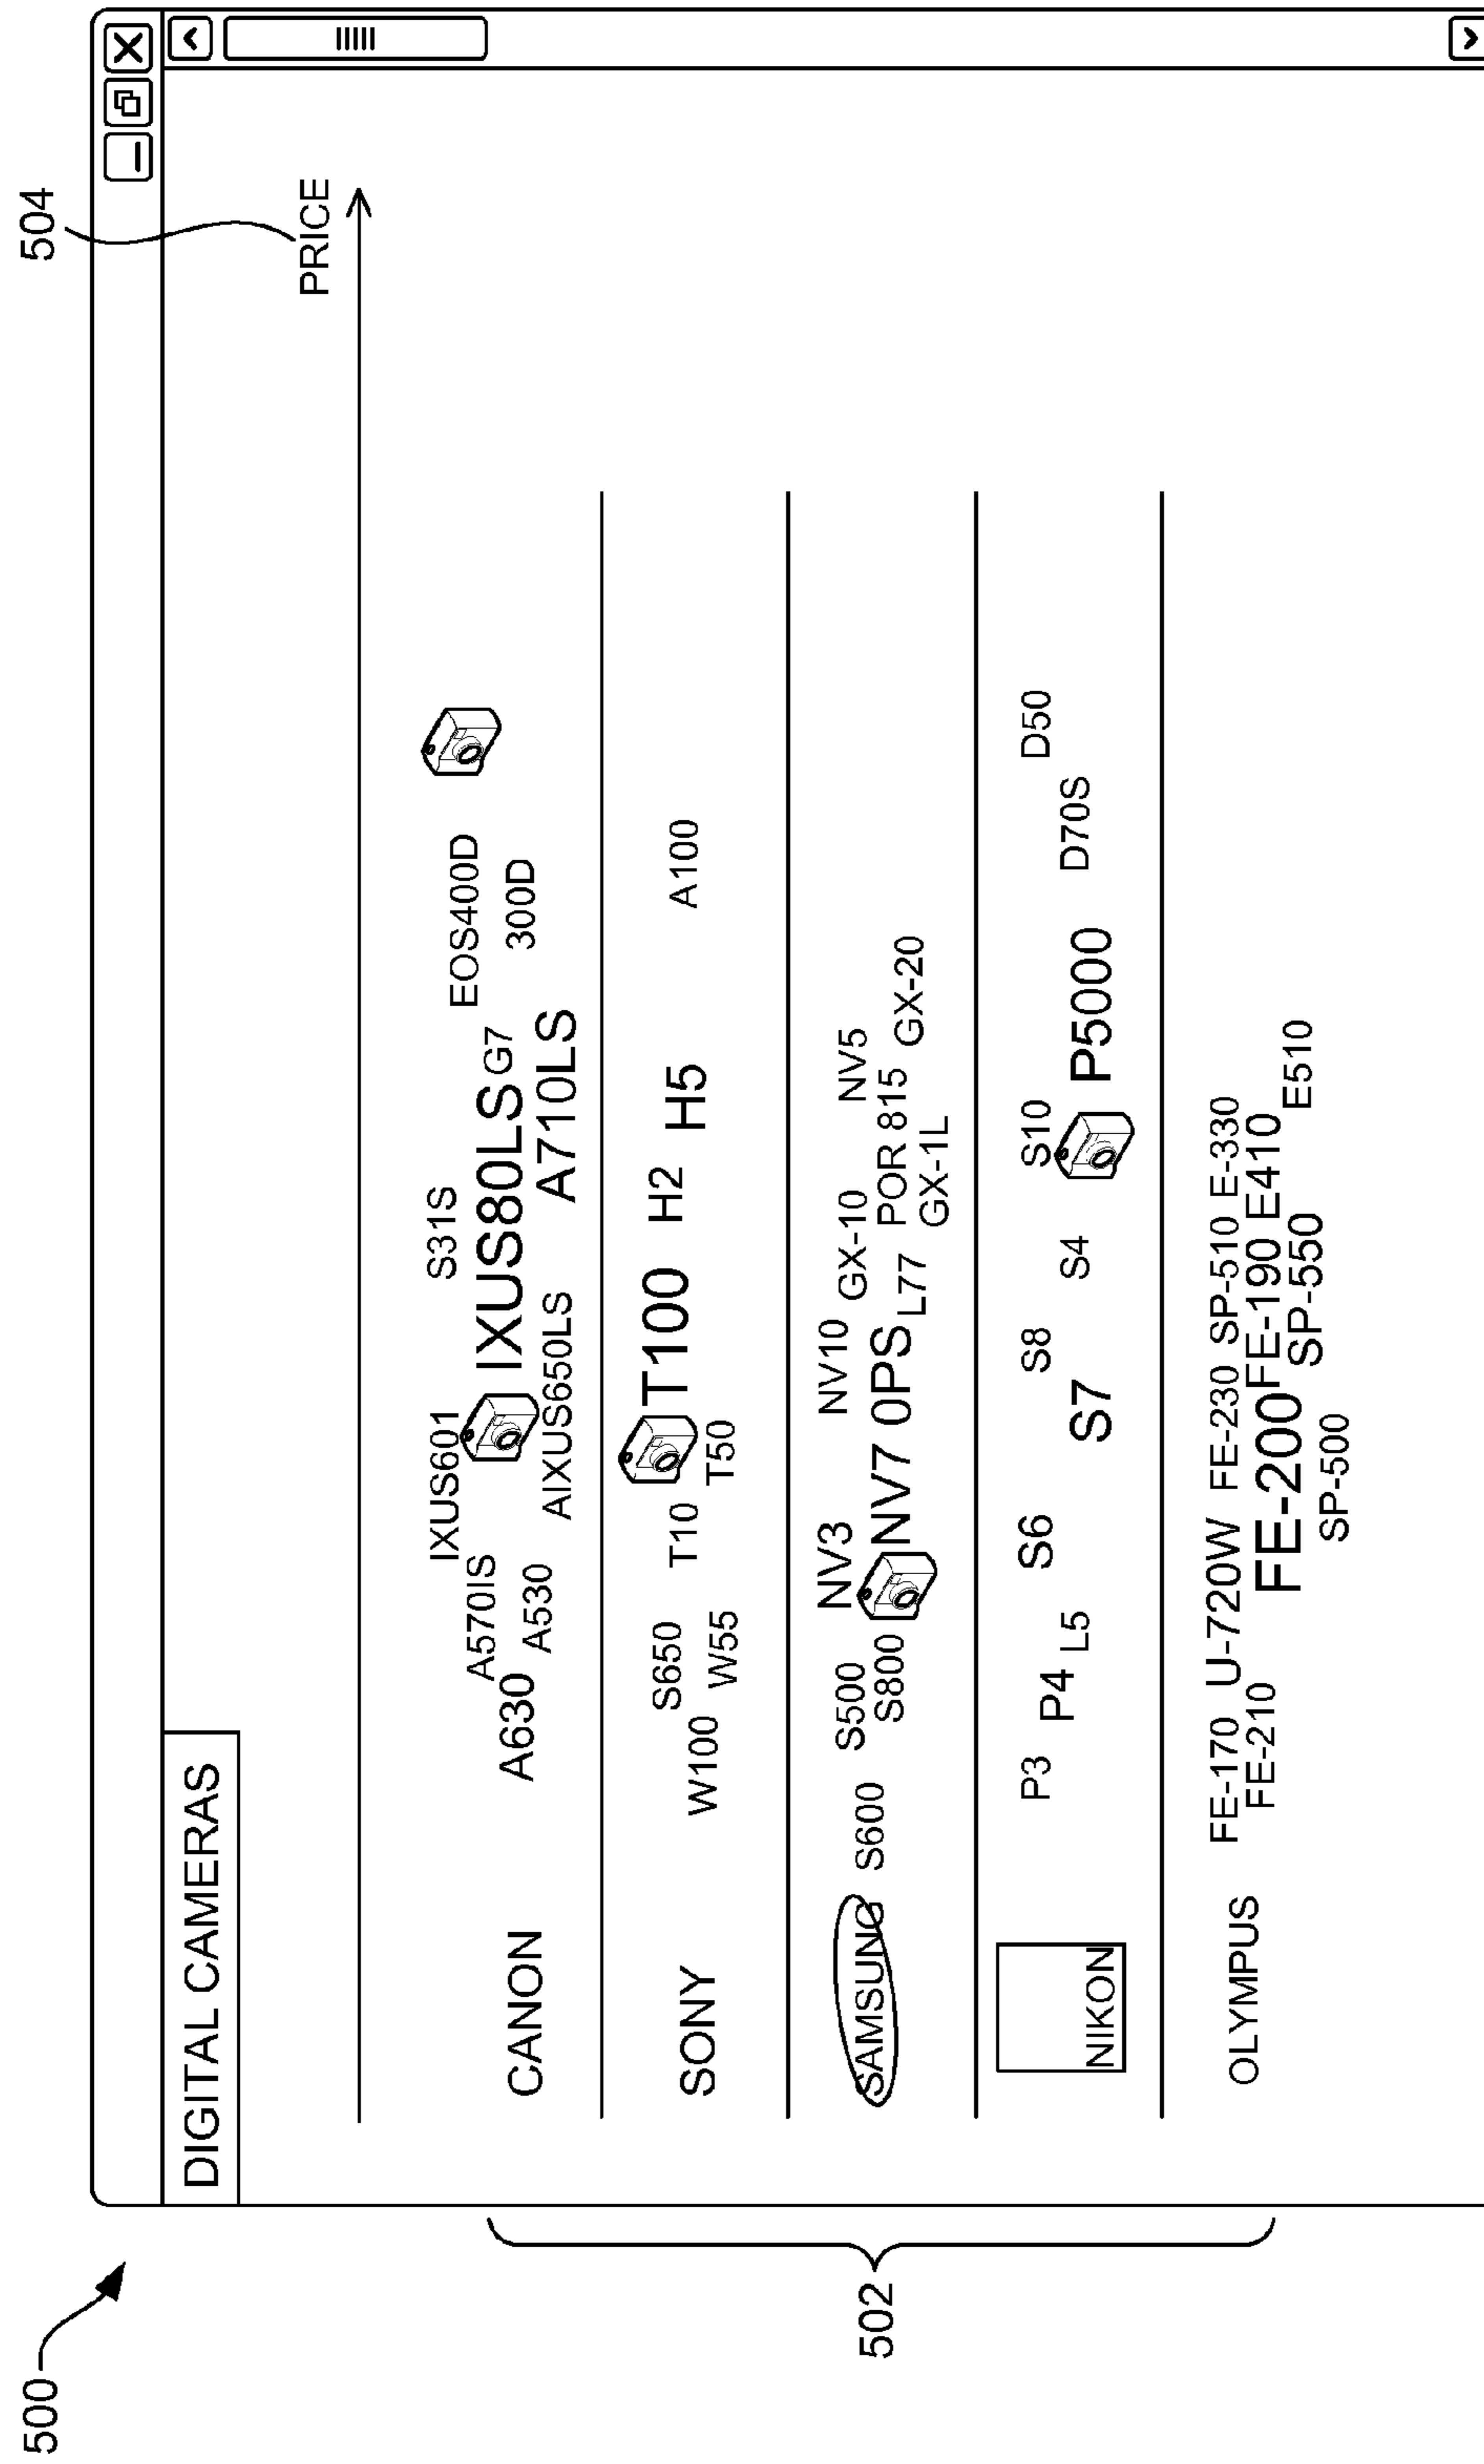 500
504
DIGITAL CAMERAS
PRICE
502
CANON
IXUS601 S31S
A570IS EOS400D
A630 IXUS80LS G7
A530 300D
AIXUS650LS A710LS
SONY
S650 T100 H2
W100 T10 H5 A100
W55 T50
SAMSUNG
NV3 NV10
S500 GX-10 NV5
S600 S800 NV7 0PS POR 815
L77 GX-20
GX-1L
NIKON
P3 S6 S8 S10 D50
P4 L5 S7 S4 P5000 D70S
OLYMPUS
FE-170 U-720W FE-230 SP-510 E-330
FE-210 FE-200 FE-190 E410
SP-550 E510
SP-500